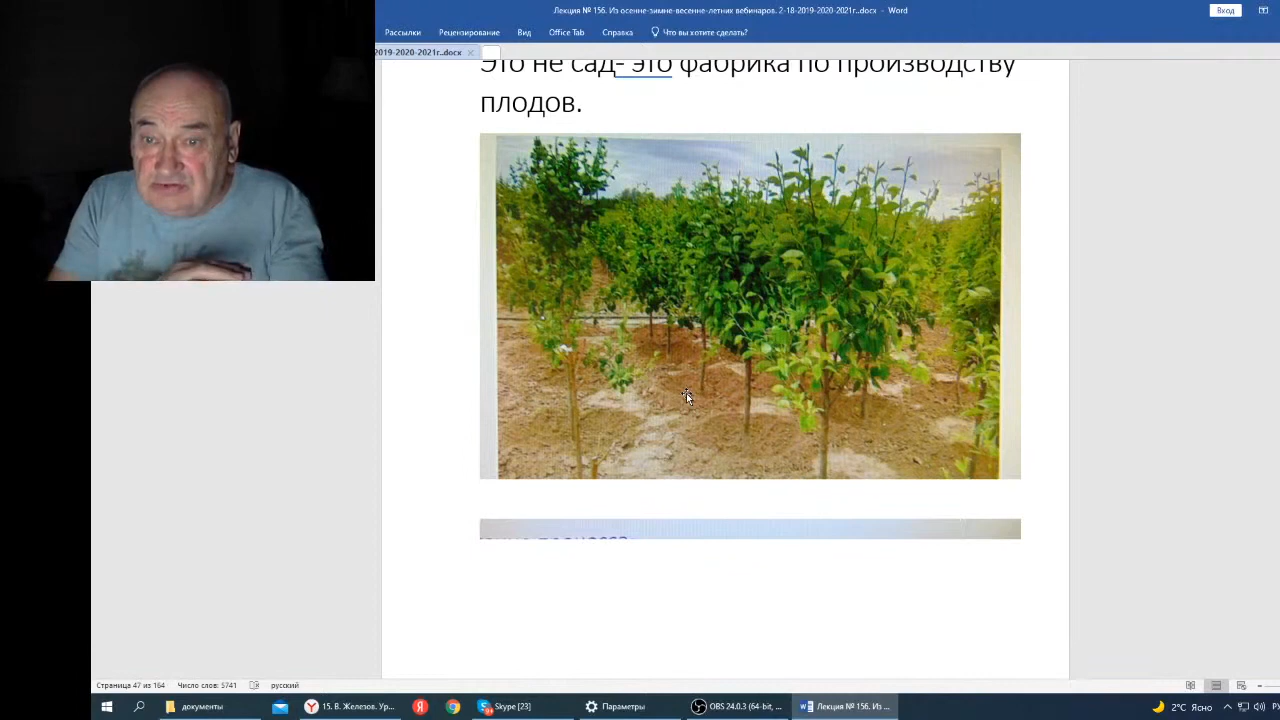 Лекция № 156. Из осенне-зимне-весенне-летних вебинаров. 2-18-2019-2020-2021г..docx - Word
Вход
Рассылки Рецензирование Вид Office Tab Справка Что вы хотите сделать?
2019-2020-2021г..docx
Это не сад- это фабрика по производству
плодов.
Страница 47 из 164 Число слов: 5741 русский
документы
15. В. Железов. Ур...
Я
Skype [23]
Параметры
OBS 24.0.3 (64-bit, ...
Лекция № 156. Из ...
2°C Ясно